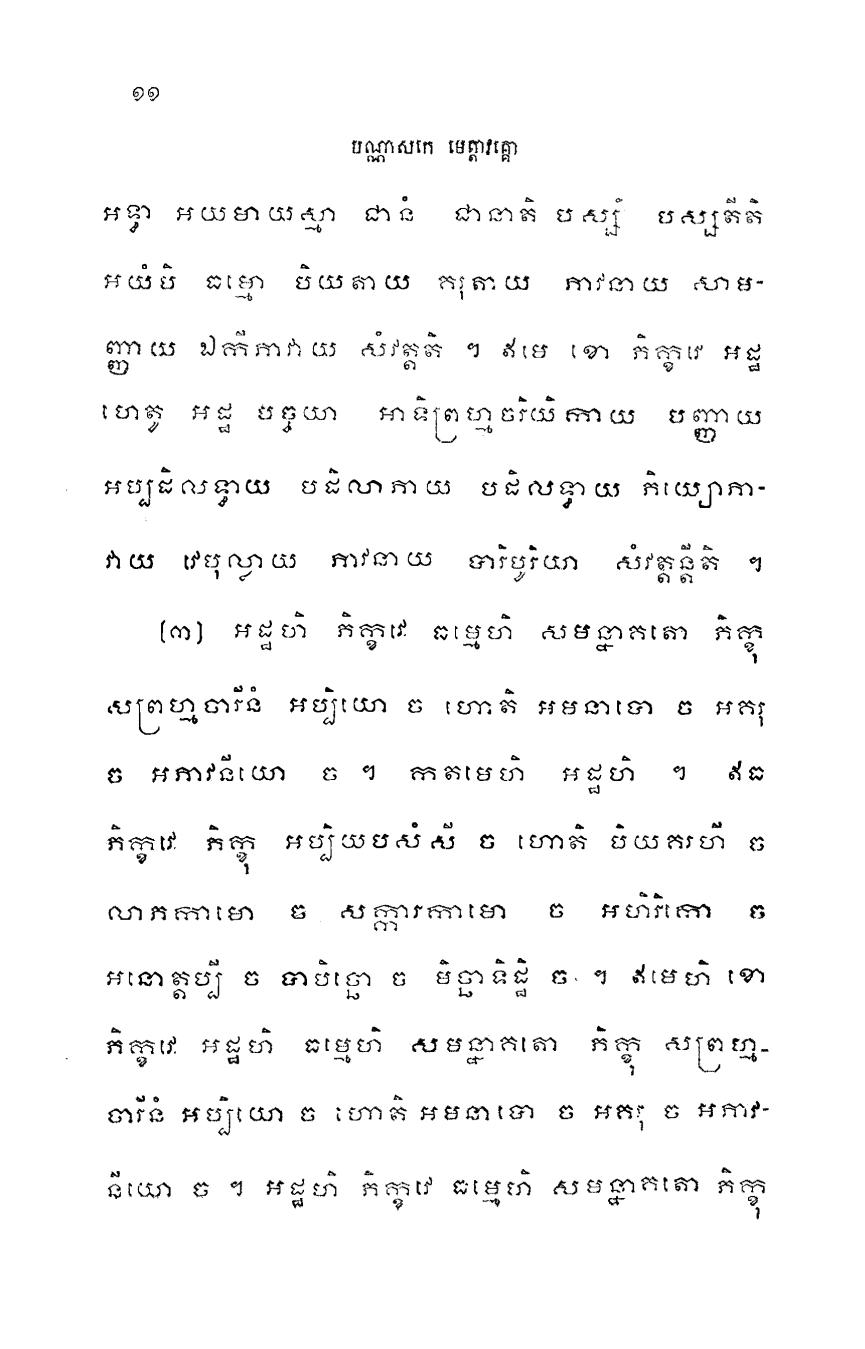 ១១
បណ្ណាសកេ មេត្តាវគ្គោ
អទ្ធា អយមាយស្មា ជានំ ជានាតិ បស្សំ បស្សតីតិ
អយំបិ ធម្មោ បិយតាយ ករុតាយ ភាវនាយ សាម-
ញ្ញាយ ឯកីភាវាយ សំវត្តតិ ។ ឥមេ ខោ ភិក្ខវេ អដ្ឋ
ហេតូ អដ្ឋ បច្ចយា អាទិព្រហ្មចរិយិកាយ បញ្ញាយ
អប្បដិលទ្ធាយ បដិលាភាយ បដិលទ្ធាយ ភិយ្យោភា-
វាយ វេបុល្លាយ ភាវនាយ បារិបូរិយា សំវត្តន្តីតិ ។
(៣) អដ្ឋហិ ភិក្ខវេ ធម្មេហិ សមន្នាគតោ ភិក្ខុ
សព្រហ្មចារីនំ អប្បិយោ ច ហោតិ អមនាបោ ច អគរុ
ច អភាវនីយោ ច ។ កតមេហិ អដ្ឋហិ ។ ឥធ
ភិក្ខវេ ភិក្ខុ អប្បិយបសំសី ច ហោតិ បិយគរហី ច
លាភកាមោ ច សក្ការកាមោ ច អហិរិកោ ច
អនោត្តប្បី ច បាបិច្ឆោ ច មិច្ឆាទិដ្ឋិ ច ។ ឥមេហិ ខោ
ភិក្ខវេ អដ្ឋហិ ធម្មេហិ សមន្នាគតោ ភិក្ខុ សព្រហ្ម-
ចារីនំ អប្បិយោ ច ហោតិ អមនាបោ ច អគរុ ច អភាវ-
នីយោ ច ។ អដ្ឋហិ ភិក្ខវេ ធម្មេហិ សមន្នាគតោ ភិក្ខុ